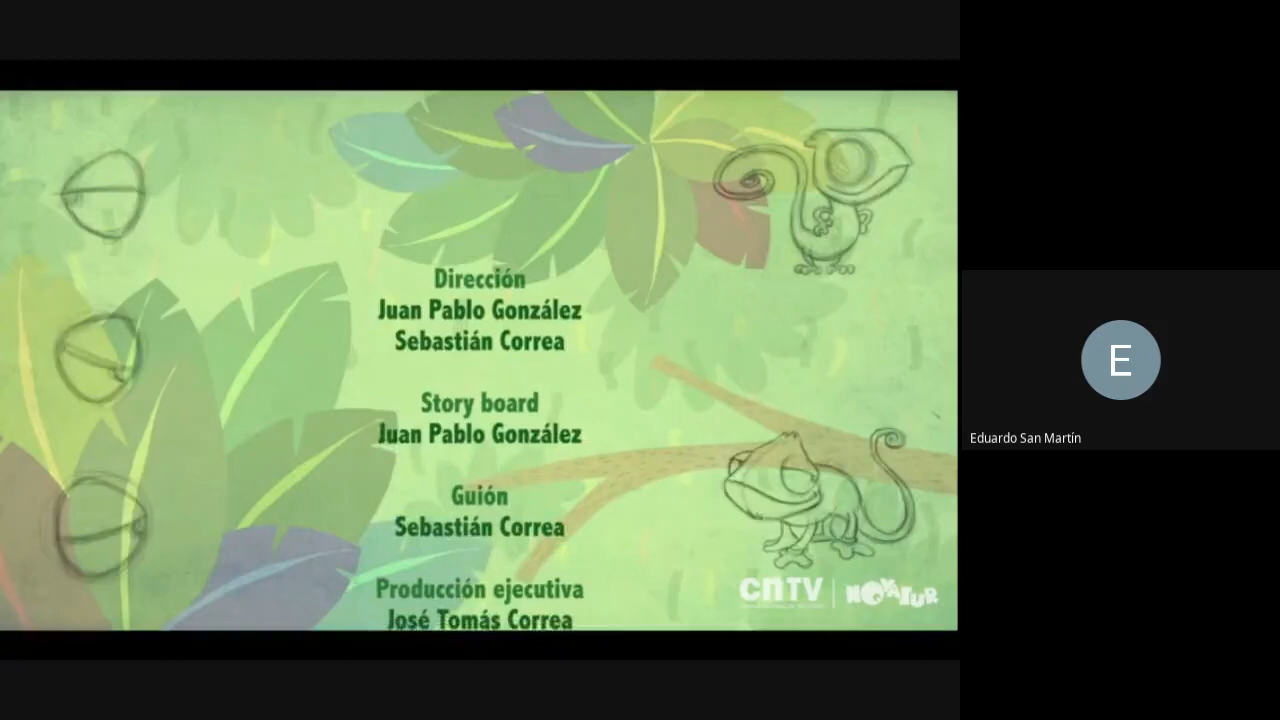 Dirección
Juan Pablo González
Sebastián Correa
Story board
Juan Pablo González
Guión
Sebastián Correa
Producción ejecutiva
José Tomás Correa
cnTV
NOVATUR
E
Eduardo San Martín